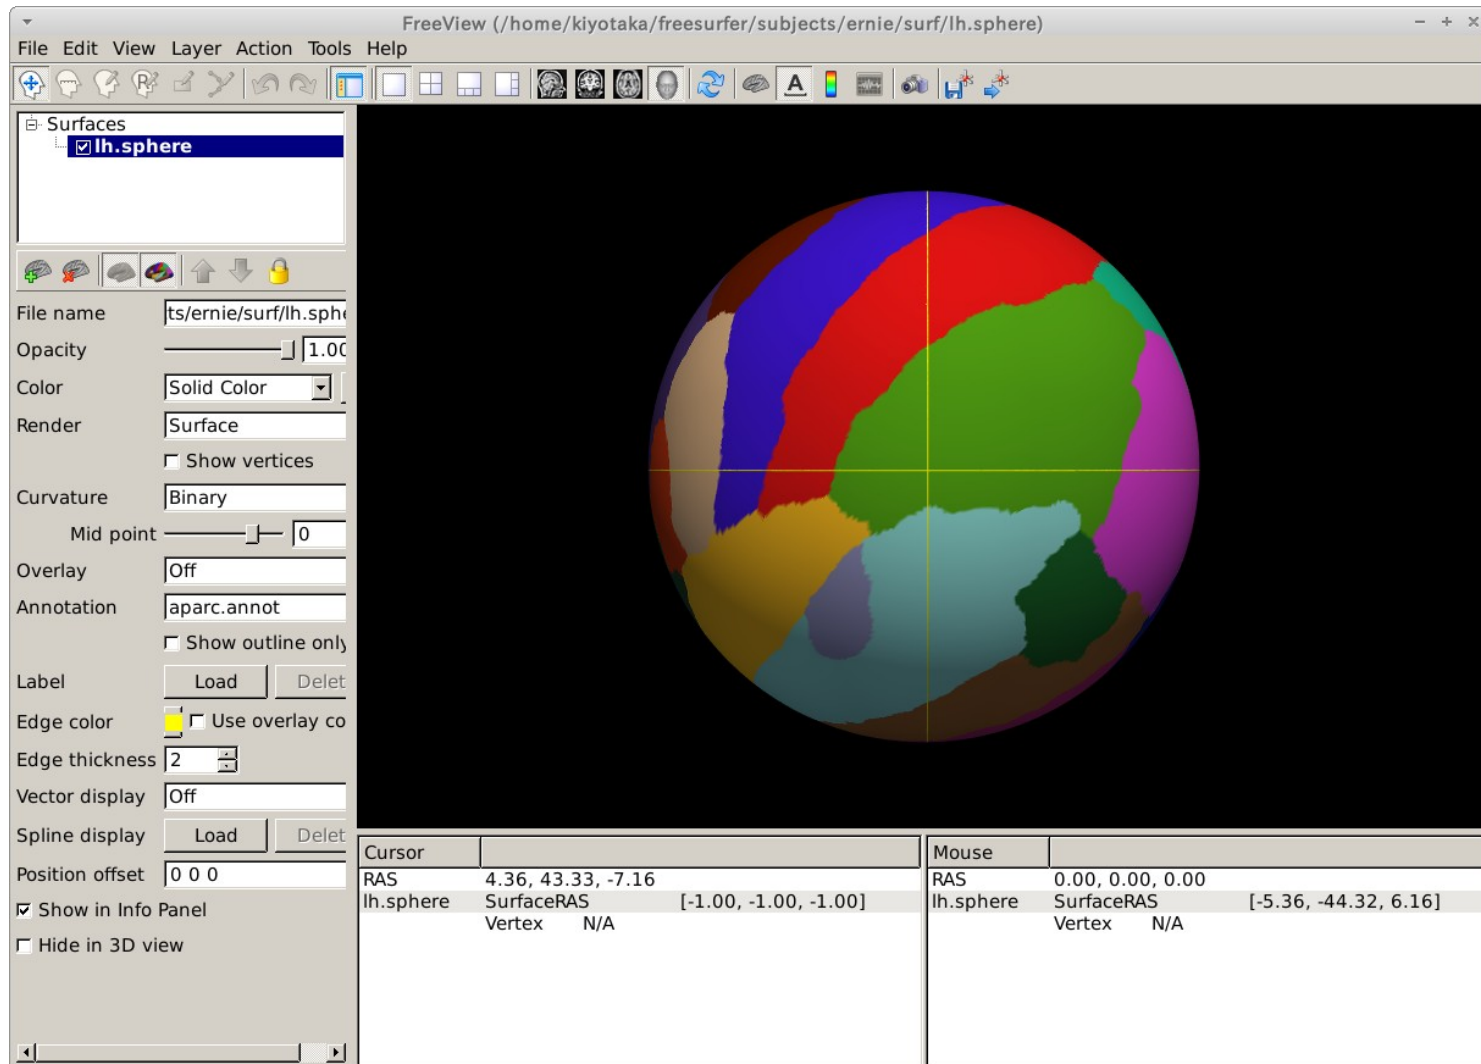 FreeView (/home/kiyotaka/freesurfer/subjects/ernie/surf/lh.sphere)
File Edit View Layer Action Tools Help
R
A
Surfaces
lh.sphere
File name ts/ernie/surf/lh.sphe
Opacity 1.00
Color Solid Color
Render Surface
Show vertices
Curvature Binary
Mid point 0
Overlay Off
Annotation aparc.annot
Show outline only
Label Load Delet
Edge color Use overlay co
Edge thickness 2
Vector display Off
Spline display Load Delet
Position offset 0 0 0
Show in Info Panel
Hide in 3D view
Cursor
RAS 4.36, 43.33, -7.16
lh.sphere SurfaceRAS [-1.00, -1.00, -1.00]
Vertex N/A
Mouse
RAS 0.00, 0.00, 0.00
lh.sphere SurfaceRAS [-5.36, -44.32, 6.16]
Vertex N/A